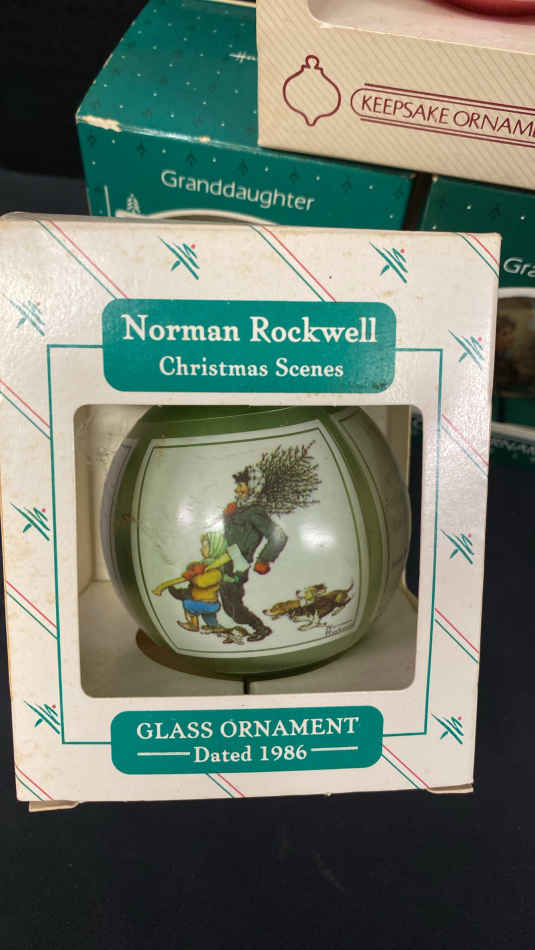 KEEPSAKE ORNAM
Granddaughter
Gra
Norman Rockwell
Christmas Scenes
GLASS ORNAMENT
Dated 1986